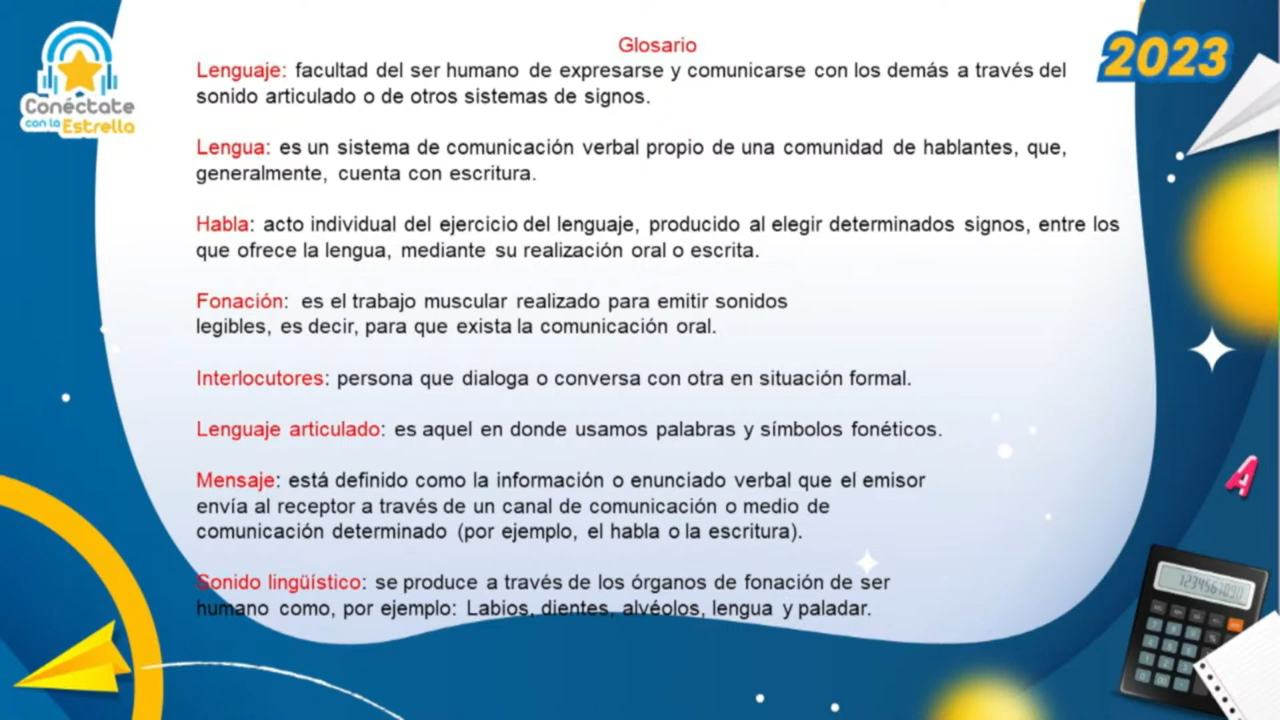 Conéctate
con la Estrella
2023
Glosario
Lenguaje: facultad del ser humano de expresarse y comunicarse con los demás a través del
sonido articulado o de otros sistemas de signos.
Lengua: es un sistema de comunicación verbal propio de una comunidad de hablantes, que,
generalmente, cuenta con escritura.
Habla: acto individual del ejercicio del lenguaje, producido al elegir determinados signos, entre los
que ofrece la lengua, mediante su realización oral o escrita.
Fonación: es el trabajo muscular realizado para emitir sonidos
legibles, es decir, para que exista la comunicación oral.
Interlocutores: persona que dialoga o conversa con otra en situación formal.
Lenguaje articulado: es aquel en donde usamos palabras y símbolos fonéticos.
Mensaje: está definido como la información o enunciado verbal que el emisor
envía al receptor a través de un canal de comunicación o medio de
comunicación determinado (por ejemplo, el habla o la escritura).
Sonido lingüístico: se produce a través de los órganos de fonación de ser
humano como, por ejemplo: Labios, dientes, alvéolos, lengua y paladar.
A